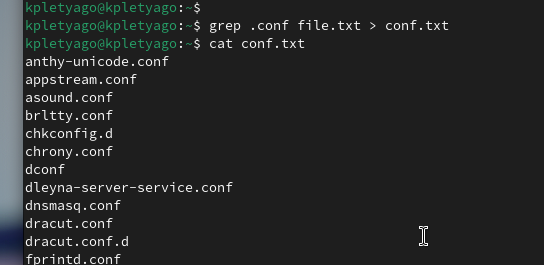 kpletyago@kpletyago:~$
kpletyago@kpletyago:~$ grep .conf file.txt > conf.txt
kpletyago@kpletyago:~$ cat conf.txt
anthy-unicode.conf
appstream.conf
asound.conf
brltty.conf
chkconfig.d
chrony.conf
dconf
dleyna-server-service.conf
dnsmasq.conf
dracut.conf
dracut.conf.d
fprintd.conf